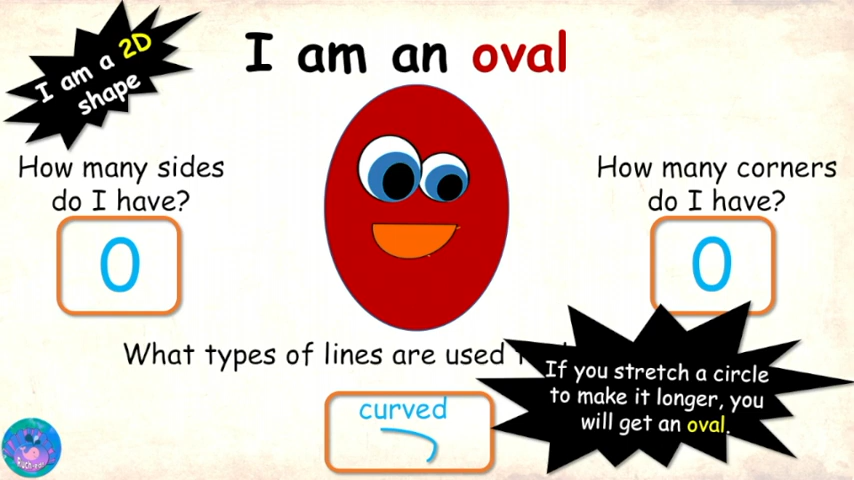 I am a 2D
shape
I am an oval
How many sides
do I have?
0
How many corners
do I have?
0
What types of lines are used
If you stretch a circle
to make it longer, you
will get an oval.
curved